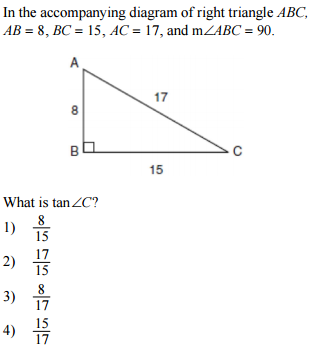 In the accompanying diagram of right triangle ABC,
AB = 8, BC = 15, AC = 17, and m∠ABC = 90.
A
17
8
B
C
15
What is tan ∠C?
1) 8/15
2) 17/15
3) 8/17
4) 15/17